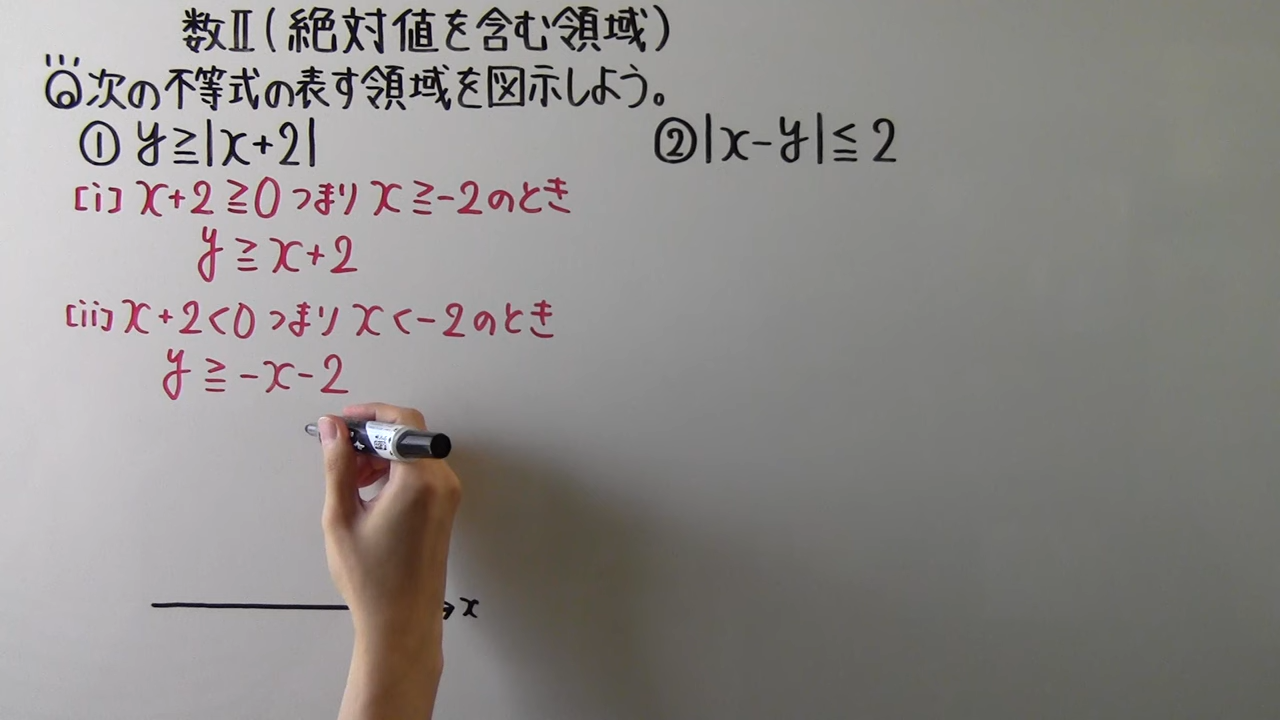 数Ⅱ(絶対値を含む領域)
Q次の不等式の表す領域を図示しよう。
① y≧|x+2|
[i] x+2≧0つまりx≧-2のとき
y≧x+2
[ii] x+2<0つまりx<-2のとき
y≧-x-2
x
② |x-y|≦2